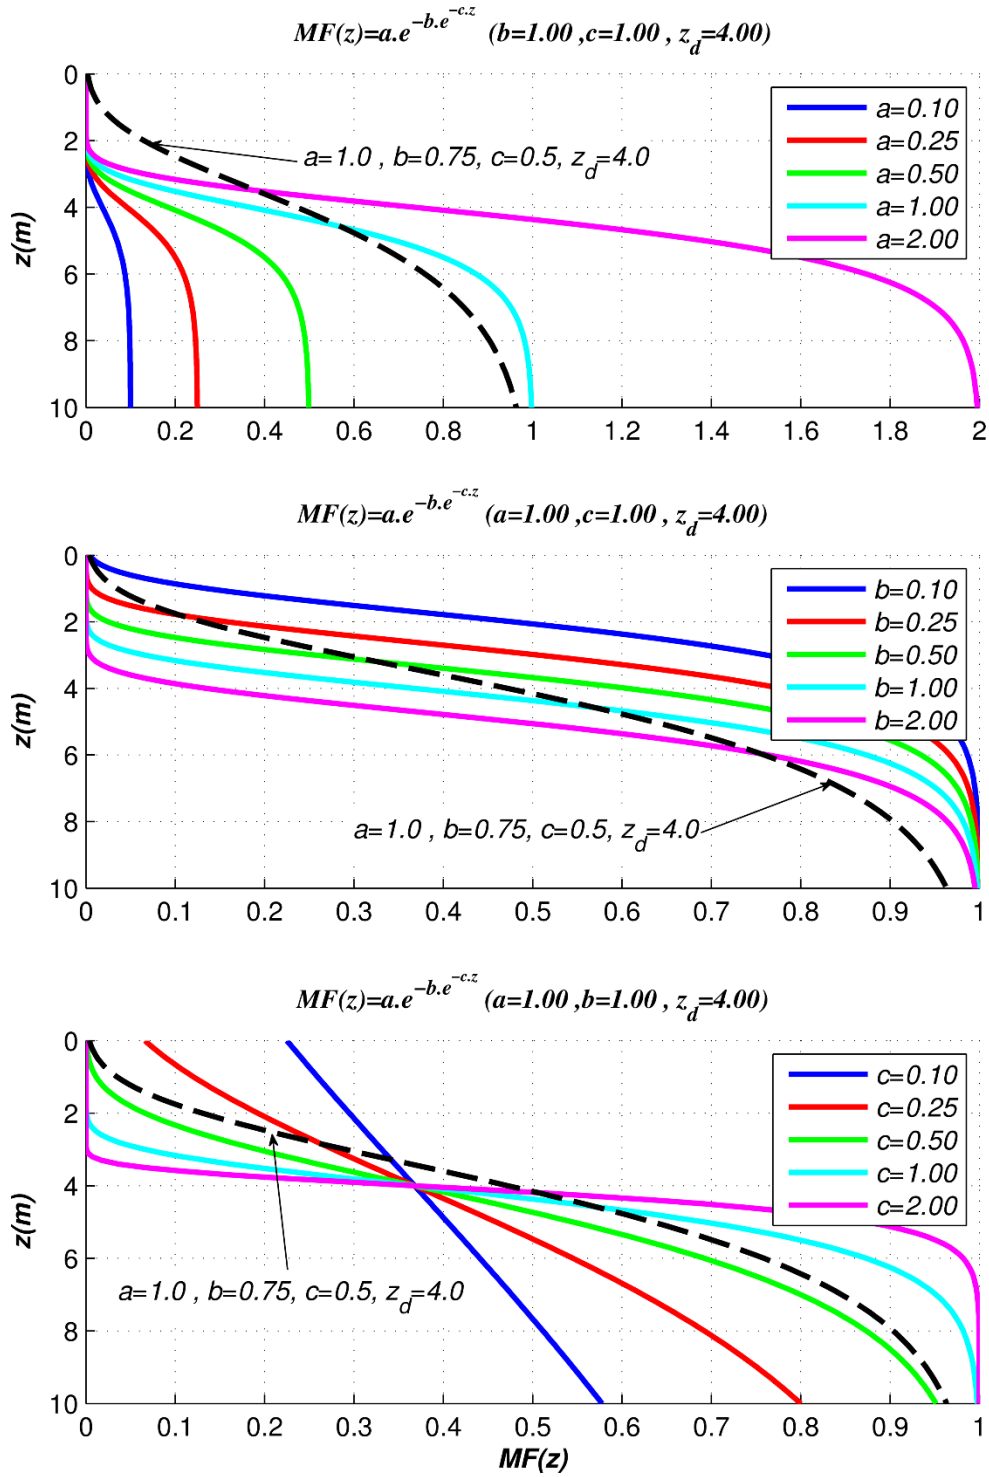 MF(z)=a.e^{−b.e^{−c.z}} (b=1.00 ,c=1.00 , z_d=4.00)
0
2
4
6
8
10
z(m)
a=1.0 , b=0.75, c=0.5, z_d=4.0
a=0.10
a=0.25
a=0.50
a=1.00
a=2.00
0 0.2 0.4 0.6 0.8 1 1.2 1.4 1.6 1.8 2
MF(z)=a.e^{−b.e^{−c.z}} (a=1.00 ,c=1.00 , z_d=4.00)
0
2
4
6
8
10
z(m)
b=0.10
b=0.25
b=0.50
b=1.00
b=2.00
a=1.0 , b=0.75, c=0.5, z_d=4.0
0 0.1 0.2 0.3 0.4 0.5 0.6 0.7 0.8 0.9 1
MF(z)=a.e^{−b.e^{−c.z}} (a=1.00 ,b=1.00 , z_d=4.00)
0
2
4
6
8
10
z(m)
c=0.10
c=0.25
c=0.50
c=1.00
c=2.00
a=1.0 , b=0.75, c=0.5, z_d=4.0
0 0.1 0.2 0.3 0.4 0.5 0.6 0.7 0.8 0.9 1
MF(z)